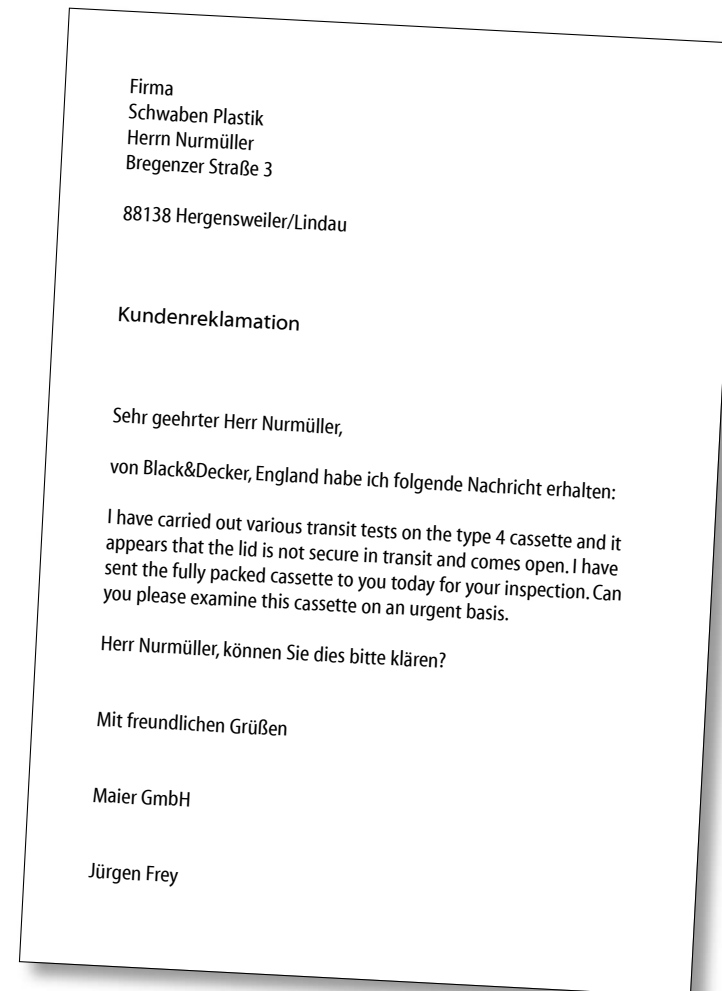 Firma
Schwaben Plastik
Herrn Nurmüller
Bregenzer Straße 3
88138 Hergensweiler/Lindau
Kundenreklamation
Sehr geehrter Herr Nurmüller,
von Black&Decker, England habe ich folgende Nachricht erhalten:
I have carried out various transit tests on the type 4 cassette and it
appears that the lid is not secure in transit and comes open. I have
sent the fully packed cassette to you today for your inspection. Can
you please examine this cassette on an urgent basis.
Herr Nurmüller, können Sie dies bitte klären?
Mit freundlichen Grüßen
Maier GmbH
Jürgen Frey